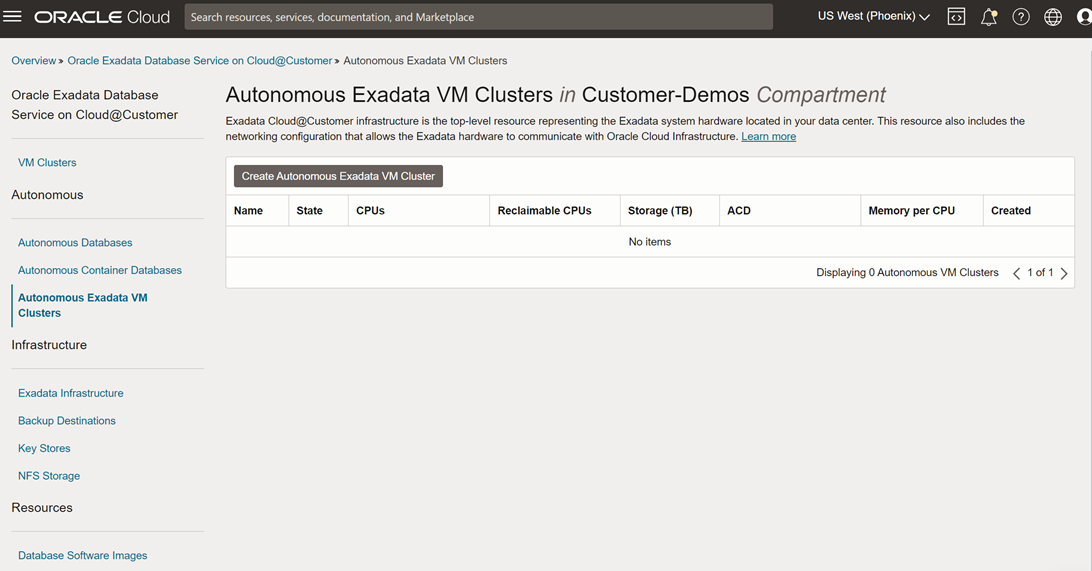 ORACLE Cloud
Search resources, services, documentation, and Marketplace
US West (Phoenix)
Overview » Oracle Exadata Database Service on Cloud@Customer » Autonomous Exadata VM Clusters
Oracle Exadata Database
Service on Cloud@Customer
VM Clusters
Autonomous
Autonomous Databases
Autonomous Container Databases
Autonomous Exadata VM
Clusters
Infrastructure
Exadata Infrastructure
Backup Destinations
Key Stores
NFS Storage
Resources
Database Software Images
Autonomous Exadata VM Clusters in Customer-Demos Compartment
Exadata Cloud@Customer infrastructure is the top-level resource representing the Exadata system hardware located in your data center. This resource also includes the
networking configuration that allows the Exadata hardware to communicate with Oracle Cloud Infrastructure. Learn more
Create Autonomous Exadata VM Cluster
Name State CPUs Reclaimable CPUs Storage (TB) ACD Memory per CPU Created
No items
Displaying 0 Autonomous VM Clusters < 1 of 1 >